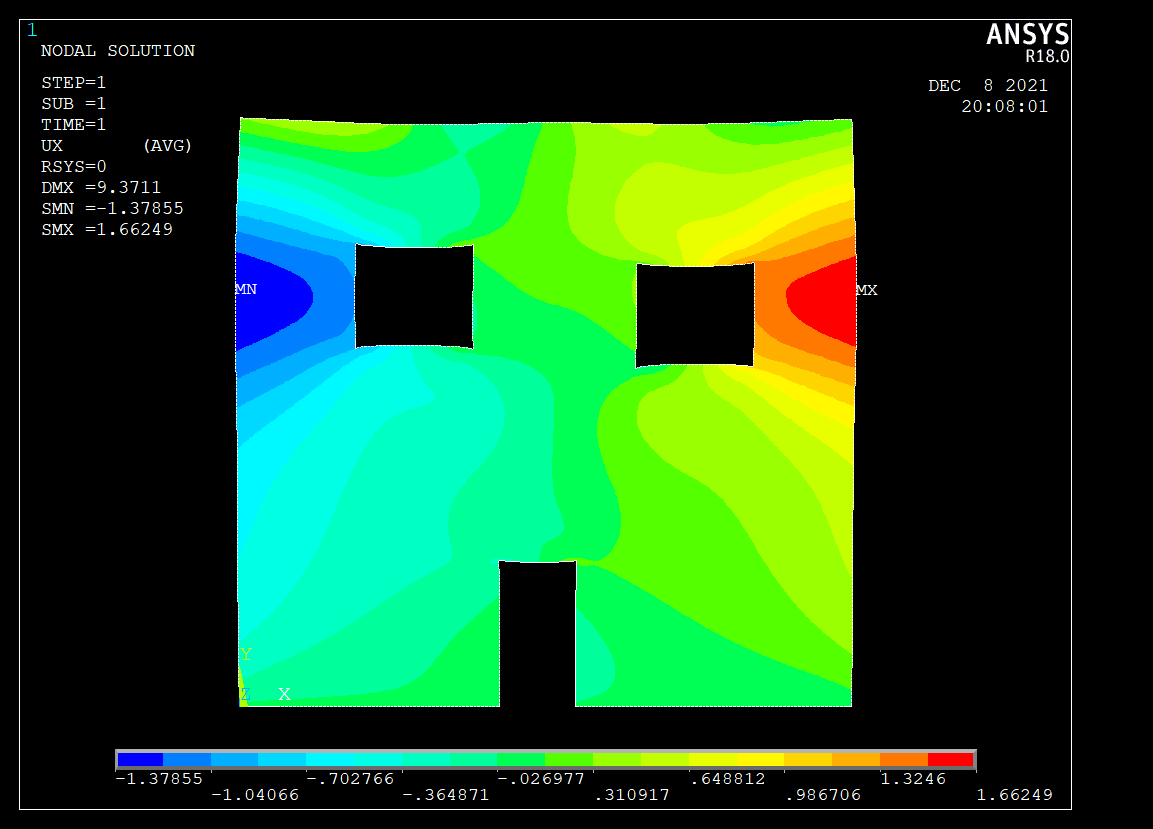 1
ANSYS
R18.0
NODAL SOLUTION
DEC  8 2021
20:08:01
STEP=1
SUB =1
TIME=1
UX       (AVG)
RSYS=0
DMX =9.3711
SMN =-1.37855
SMX =1.66249
MN
MX
Y
Z X
-1.37855 -.702766 -.026977 .648812 1.3246
-1.04066 -.364871 .310917 .986706 1.66249